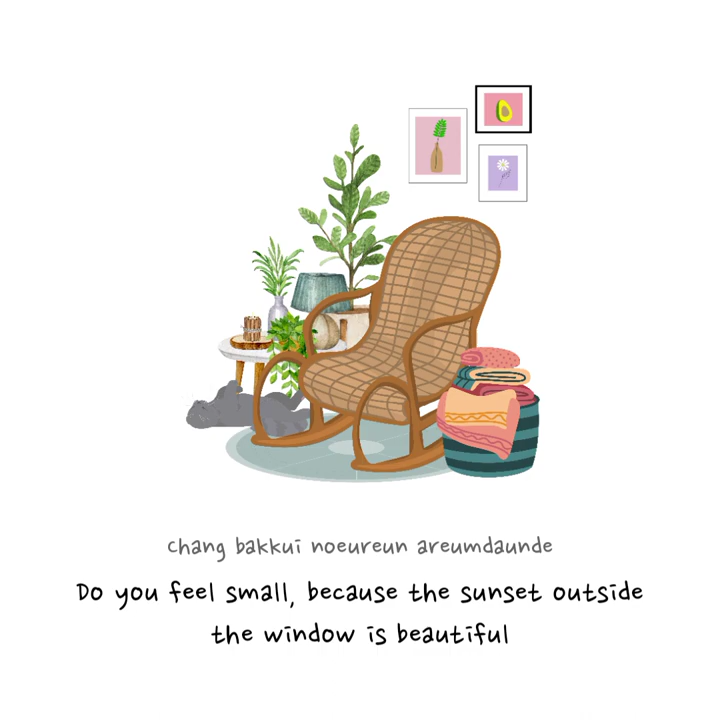 chang bakkui noeureun areumdaunde
Do you feel small, because the sunset outside
the window is beautiful